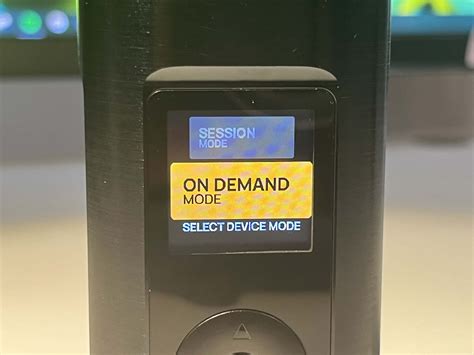 SESSION
MODE
ON DEMAND
MODE
SELECT DEVICE MODE